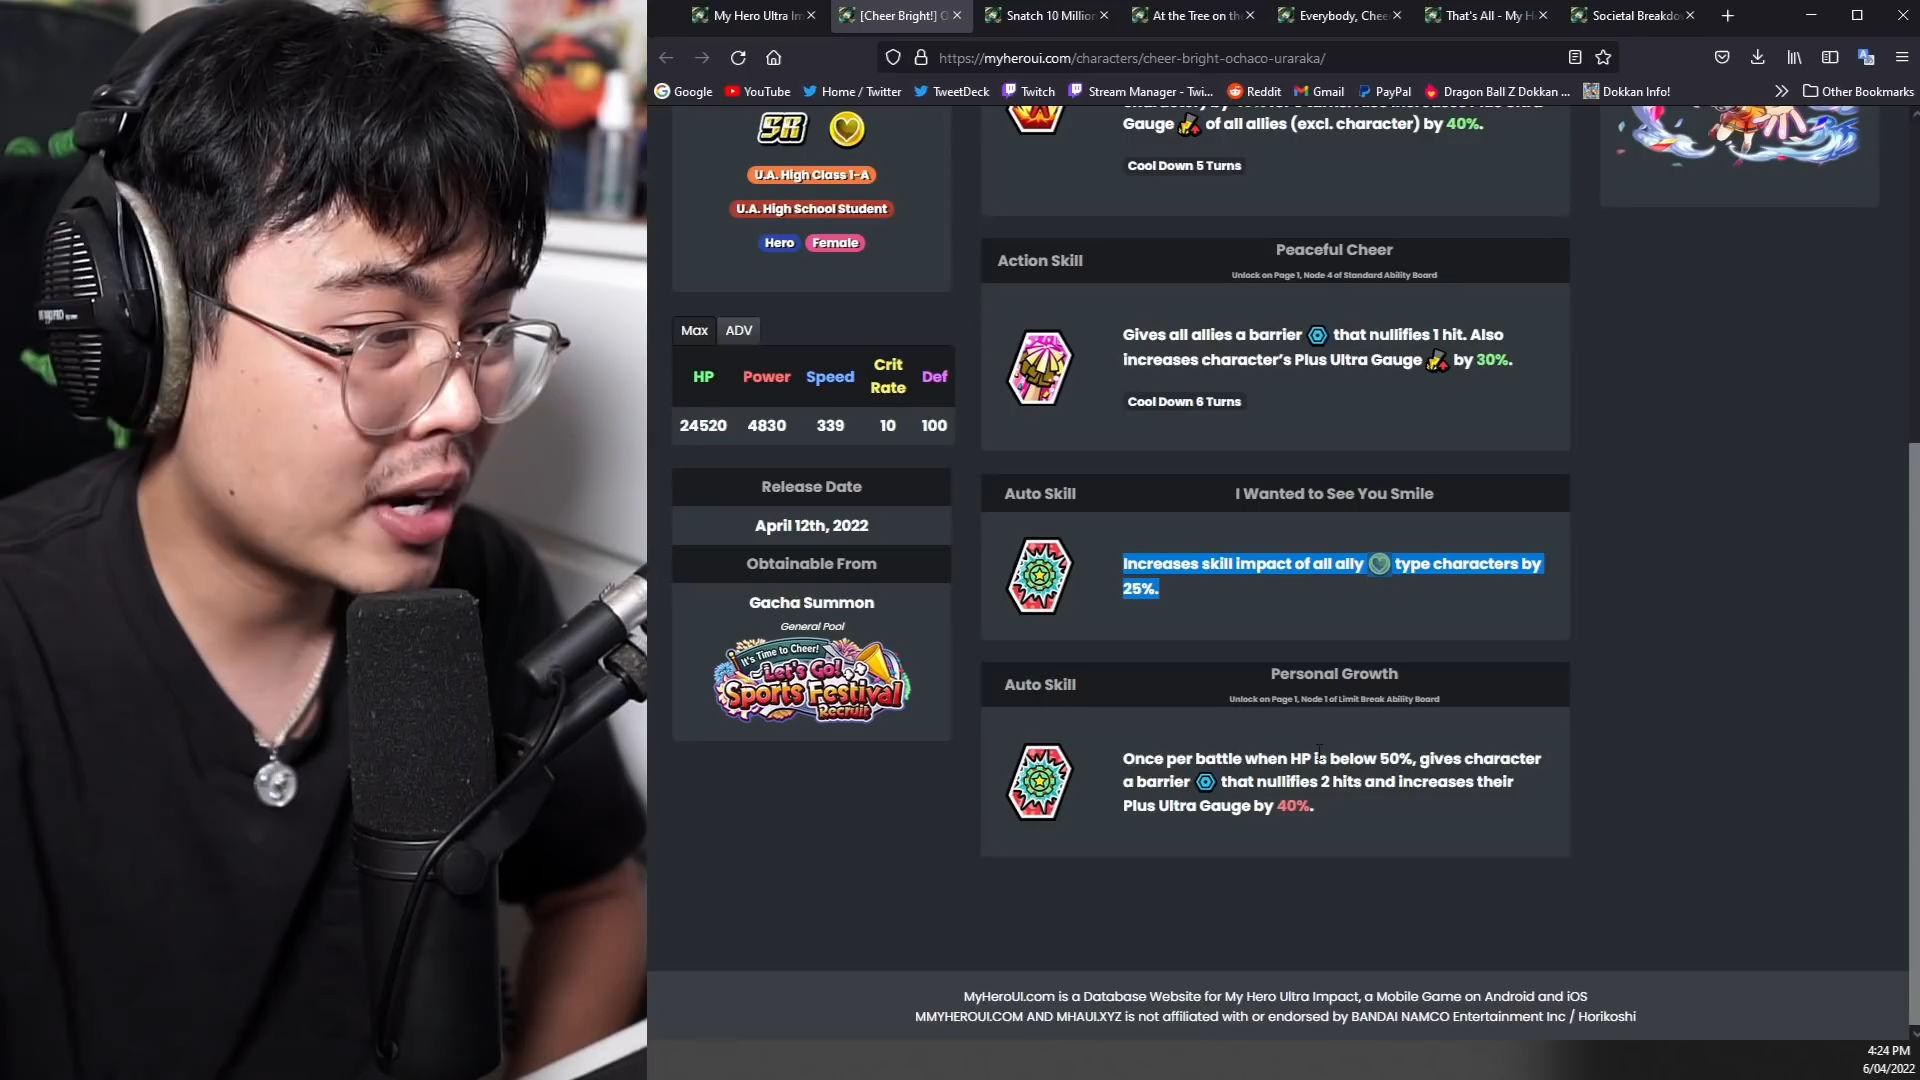 My Hero Ultra Im
[Cheer Bright!] O
Snatch 10 Million
At the Tree on the
Everybody, Chee
That's All - My H
Societal Breakdo
https://myheroui.com/characters/cheer-bright-ochaco-uraraka/
Google
YouTube
Home / Twitter
TweetDeck
Twitch
Stream Manager - Twi...
Reddit
Gmail
PayPal
Dragon Ball Z Dokkan ...
Dokkan Info!
Other Bookmarks
SR
U.A. High Class 1-A
U.A. High School Student
Hero
Female
Gauge of all allies (excl. character) by 40%.
Cool Down 5 Turns
Action Skill
Peaceful Cheer
Unlock on Page 1, Node 4 of Standard Ability Board
Gives all allies a barrier that nullifies 1 hit. Also
increases character's Plus Ultra Gauge by 30%.
Cool Down 6 Turns
Max ADV
HP Power Speed Crit Rate Def
24520 4830 339 10 100
Release Date
April 12th, 2022
Obtainable From
Gacha Summon
General Pool
It's Time to Cheer!
Let's Go!
Sports Festival
Recruit
Auto Skill
I Wanted to See You Smile
Increases skill impact of all ally type characters by
25%.
Auto Skill
Personal Growth
Unlock on Page 1, Node 1 of Limit Break Ability Board
Once per battle when HP is below 50%, gives character
a barrier that nullifies 2 hits and increases their
Plus Ultra Gauge by 40%.
MyHeroUI.com is a Database Website for My Hero Ultra Impact, a Mobile Game on Android and iOS
MMYHEROUI.COM AND MHAUI.XYZ is not affiliated with or endorsed by BANDAI NAMCO Entertainment Inc / Horikoshi
4:24 PM
6/04/2022